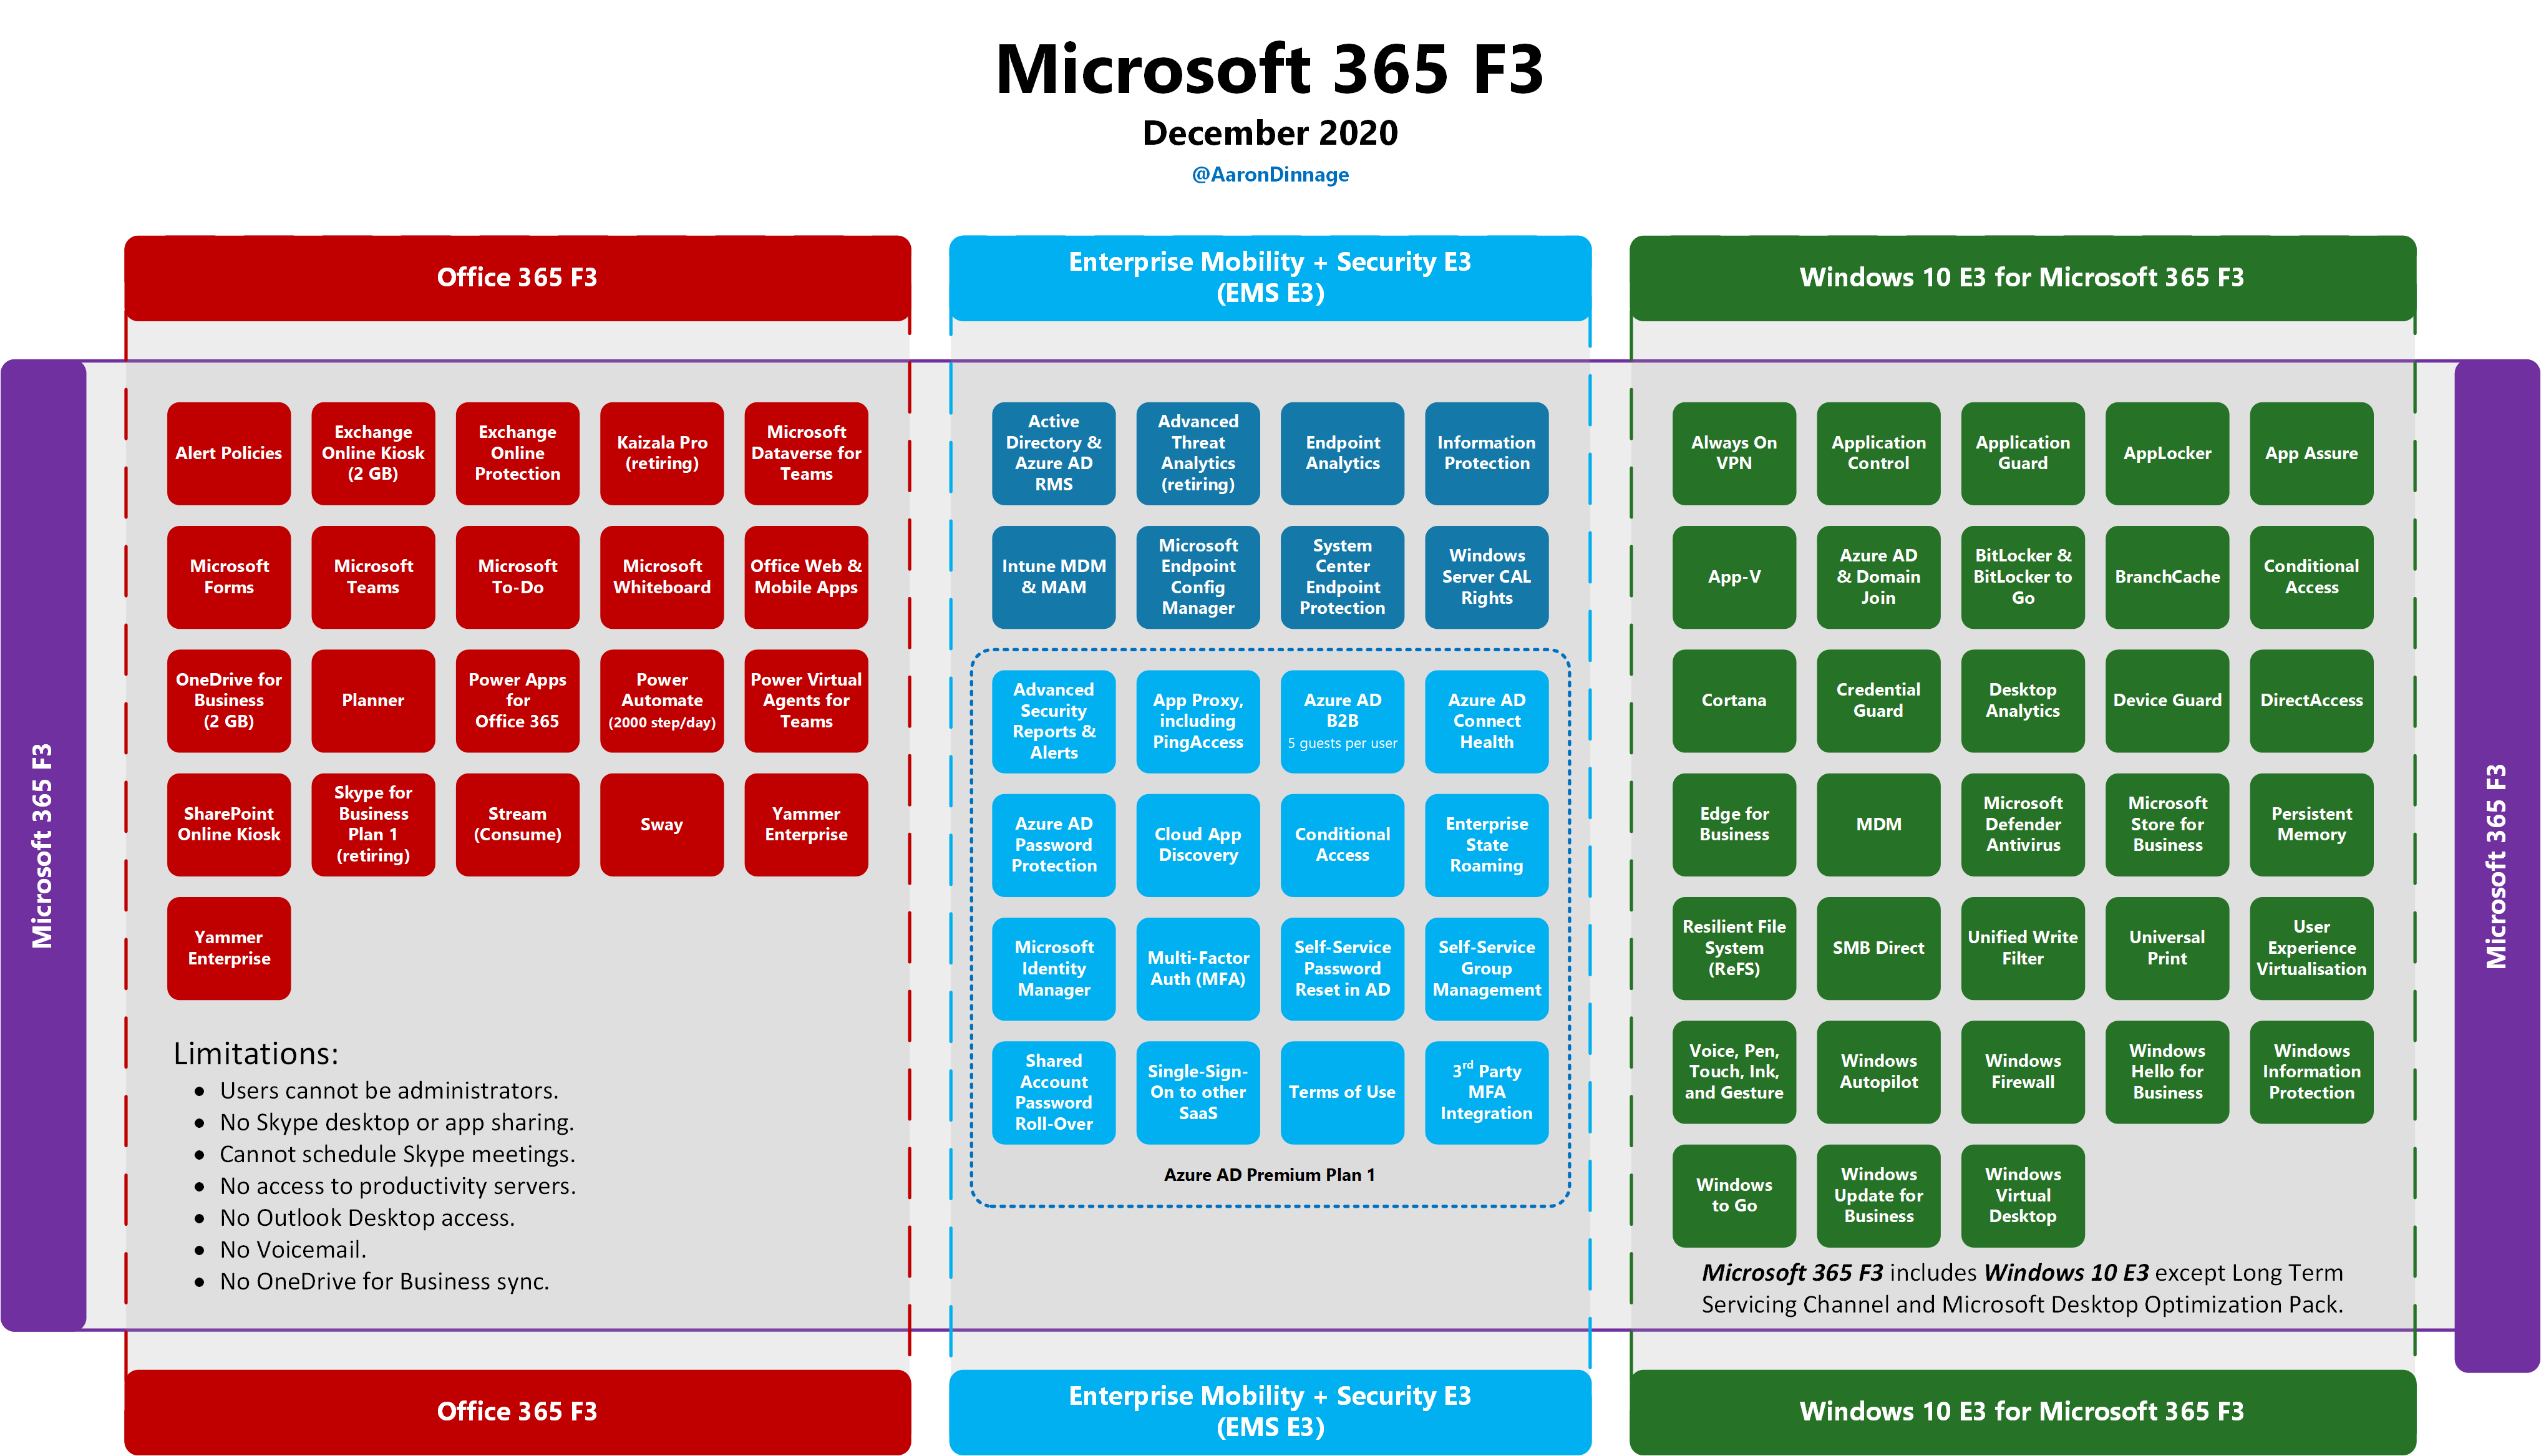 Microsoft 365 F3
December 2020
@AaronDinnage
Office 365 F3
Enterprise Mobility + Security E3
(EMS E3)
Windows 10 E3 for Microsoft 365 F3
Microsoft 365 F3
Alert Policies
Exchange
Online Kiosk
(2 GB)
Exchange
Online
Protection
Kaizala Pro
(retiring)
Microsoft
Dataverse for
Teams
Microsoft
Forms
Microsoft
Teams
Microsoft
To-Do
Microsoft
Whiteboard
Office Web &
Mobile Apps
OneDrive for
Business
(2 GB)
Planner
Power Apps
for
Office 365
Power
Automate
(2000 step/day)
Power Virtual
Agents for
Teams
SharePoint
Online Kiosk
Skype for
Business
Plan 1
(retiring)
Stream
(Consume)
Sway
Yammer
Enterprise
Yammer
Enterprise
Limitations:
• Users cannot be administrators.
• No Skype desktop or app sharing.
• Cannot schedule Skype meetings.
• No access to productivity servers.
• No Outlook Desktop access.
• No Voicemail.
• No OneDrive for Business sync.
Active
Directory &
Azure AD
RMS
Advanced
Threat
Analytics
(retiring)
Endpoint
Analytics
Information
Protection
Intune MDM
& MAM
Microsoft
Endpoint
Config
Manager
System
Center
Endpoint
Protection
Windows
Server CAL
Rights
Advanced
Security
Reports &
Alerts
App Proxy,
including
PingAccess
Azure AD
B2B
5 guests per user
Azure AD
Connect
Health
Azure AD
Password
Protection
Cloud App
Discovery
Conditional
Access
Enterprise
State
Roaming
Microsoft
Identity
Manager
Multi-Factor
Auth (MFA)
Self-Service
Password
Reset in AD
Self-Service
Group
Management
Shared
Account
Password
Roll-Over
Single-Sign-
On to other
SaaS
Terms of Use
3rd Party
MFA
Integration
Azure AD Premium Plan 1
Always On
VPN
Application
Control
Application
Guard
AppLocker
App Assure
App-V
Azure AD
& Domain
Join
BitLocker &
BitLocker to
Go
BranchCache
Conditional
Access
Cortana
Credential
Guard
Desktop
Analytics
Device Guard
DirectAccess
Edge for
Business
MDM
Microsoft
Defender
Antivirus
Microsoft
Store for
Business
Persistent
Memory
Resilient File
System
(ReFS)
SMB Direct
Unified Write
Filter
Universal
Print
User
Experience
Virtualisation
Voice, Pen,
Touch, Ink,
and Gesture
Windows
Autopilot
Windows
Firewall
Windows
Hello for
Business
Windows
Information
Protection
Windows
to Go
Windows
Update for
Business
Windows
Virtual
Desktop
Microsoft 365 F3 includes Windows 10 E3 except Long Term
Servicing Channel and Microsoft Desktop Optimization Pack.
Microsoft 365 F3
Office 365 F3
Enterprise Mobility + Security E3
(EMS E3)
Windows 10 E3 for Microsoft 365 F3